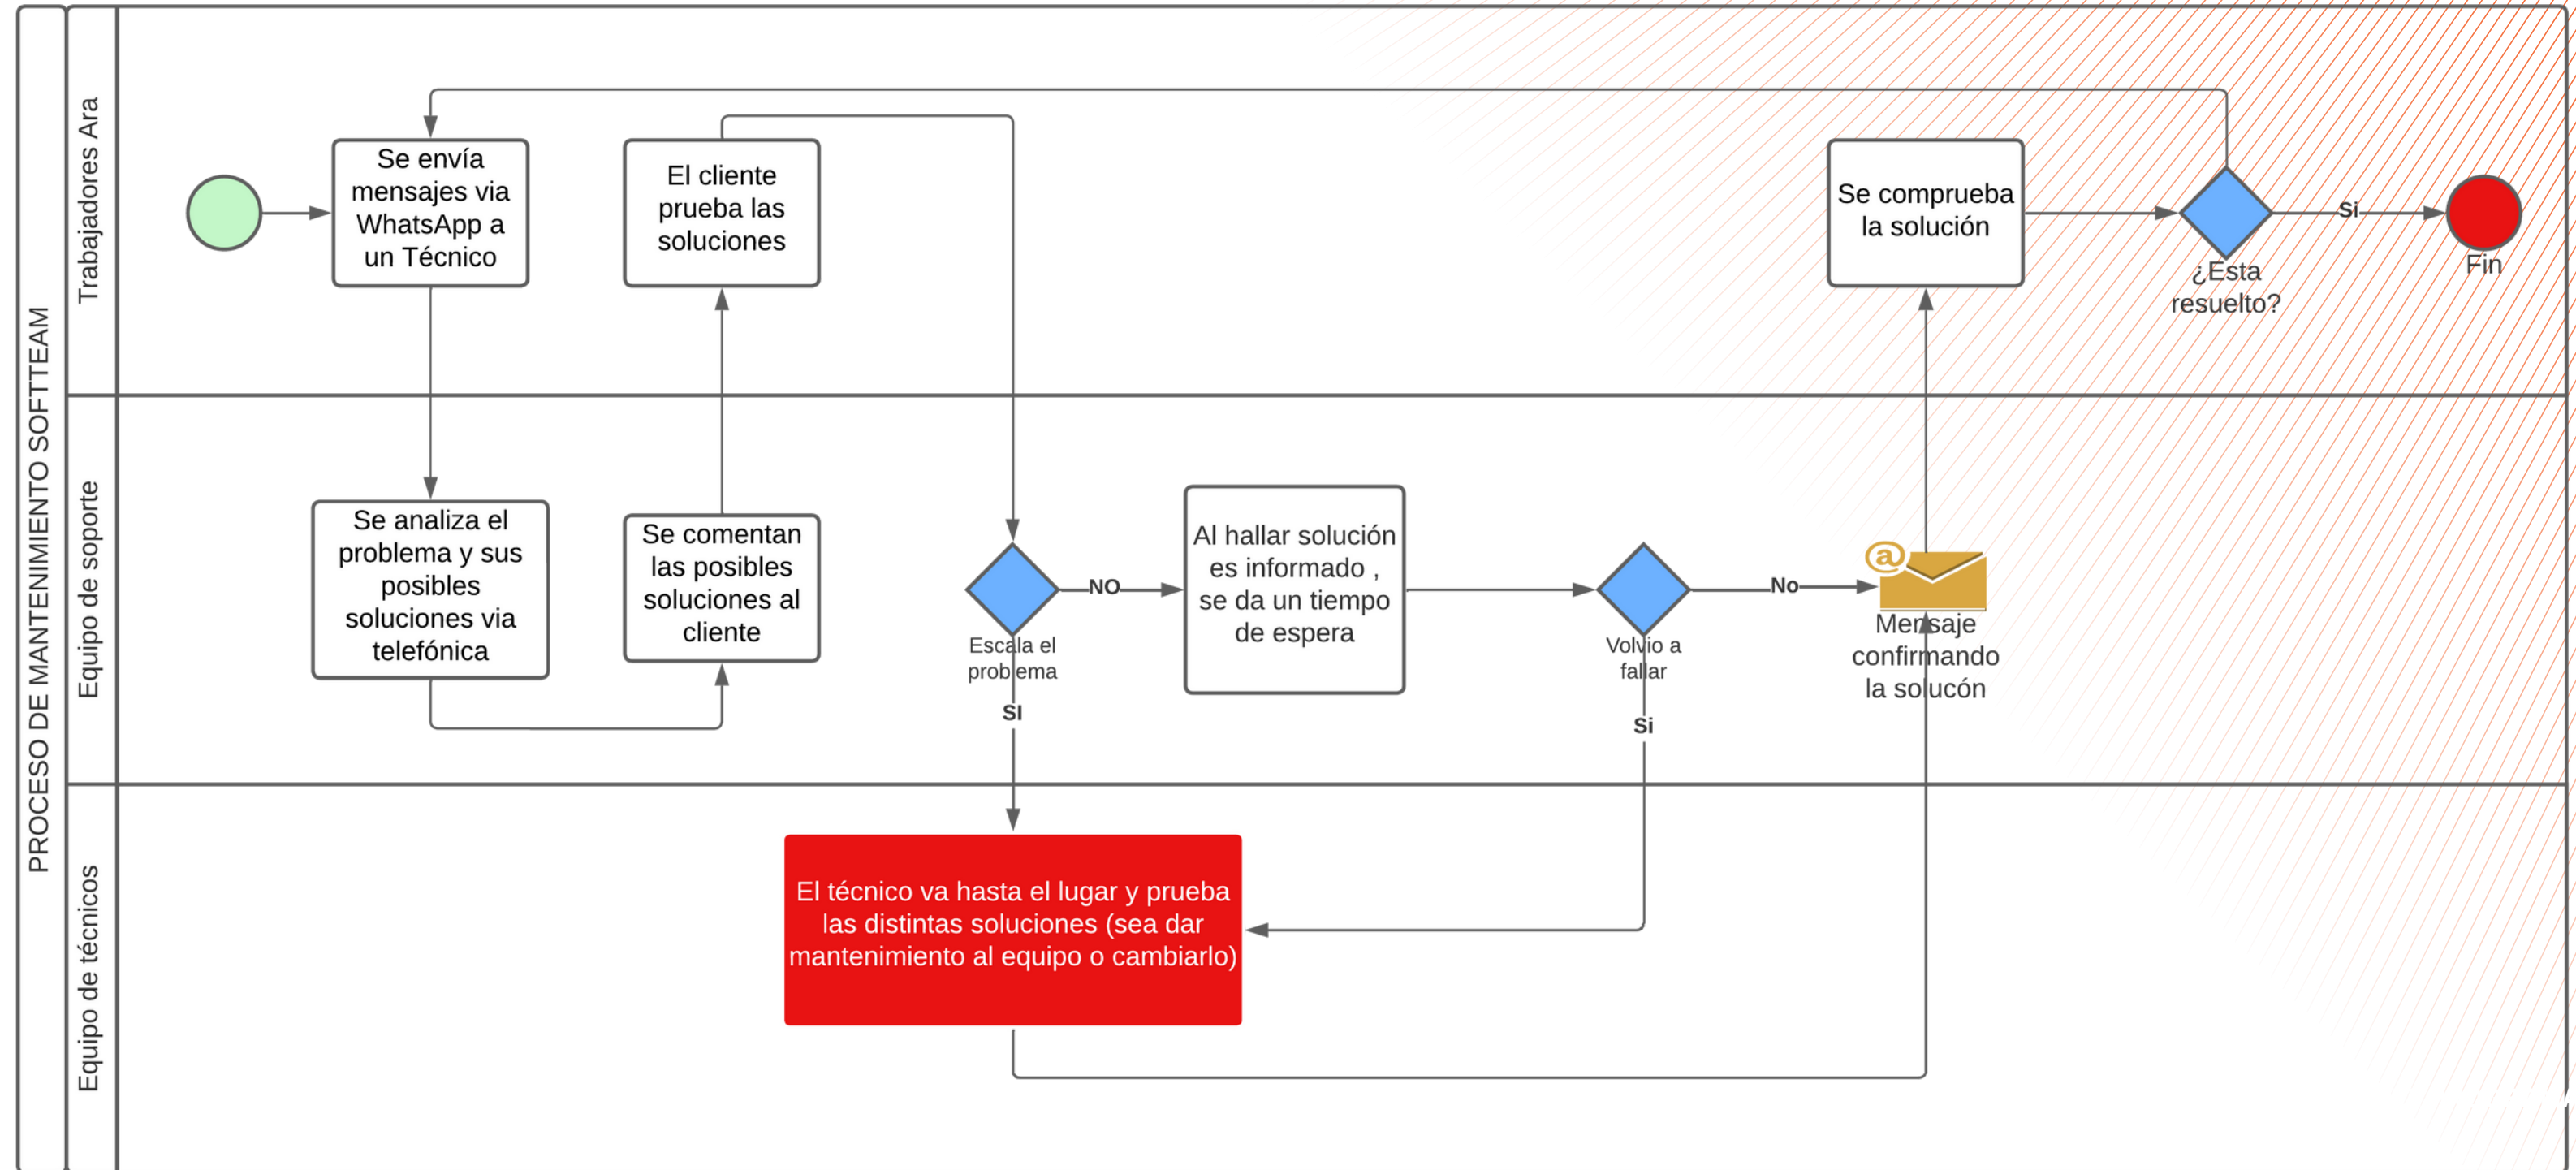 PROCESO DE MANTENIMIENTO SOFTTEAM
Trabajadores Ara
Se envía
mensajes via
WhatsApp a
un Técnico
El cliente
prueba las
soluciones
Se comprueba
la solución
¿Esta
resuelto?
Si
Fin
Equipo de soporte
Se analiza el
problema y sus
posibles
soluciones via
telefónica
Se comentan
las posibles
soluciones al
cliente
Escala el
problema
NO
SI
Al hallar solución
es informado ,
se da un tiempo
de espera
Volvio a
fallar
No
Si
@
Mensaje
confirmando
la solucón
Equipo de técnicos
El técnico va hasta el lugar y prueba
las distintas soluciones (sea dar
mantenimiento al equipo o cambiarlo)